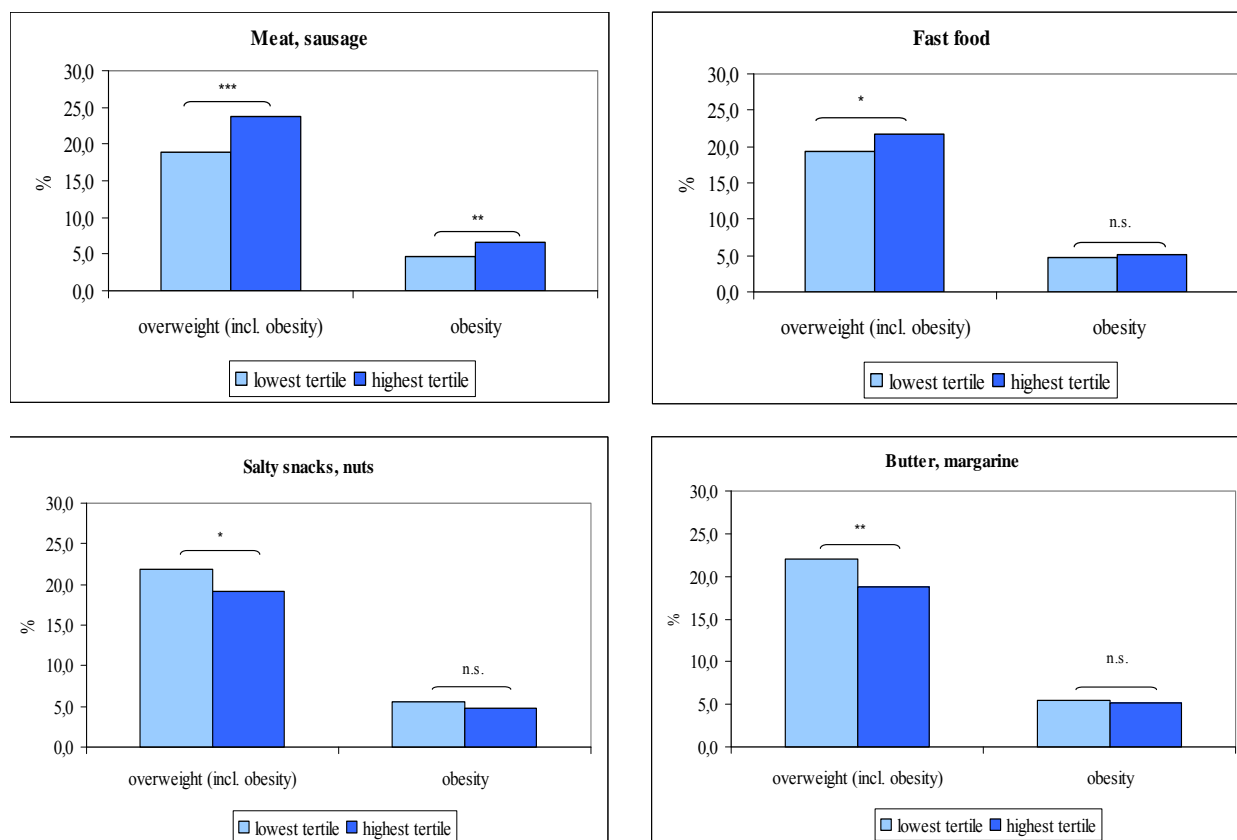 Meat, sausage
30,0
25,0
20,0
15,0
10,0
5,0
0,0
%
***
**
overweight (incl. obesity)
obesity
lowest tertile
highest tertile
Fast food
30,0
25,0
20,0
15,0
10,0
5,0
0,0
%
*
n.s.
overweight (incl. obesity)
obesity
lowest tertile
highest tertile
Salty snacks, nuts
30,0
25,0
20,0
15,0
10,0
5,0
0,0
%
*
n.s.
overweight (incl. obesity)
obesity
lowest tertile
highest tertile
Butter, margarine
30,0
25,0
20,0
15,0
10,0
5,0
0,0
%
**
n.s.
overweight (incl. obesity)
obesity
lowest tertile
highest tertile